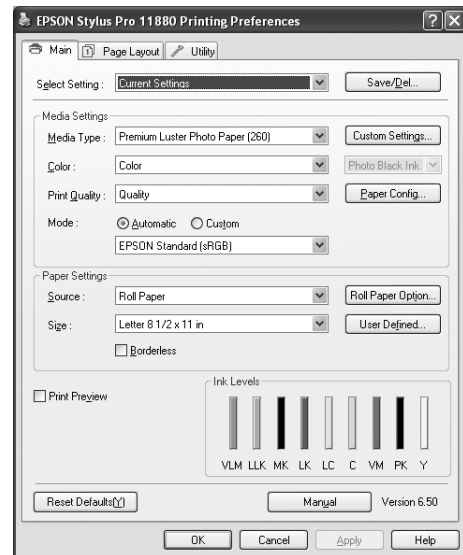 EPSON Stylus Pro 11880 Printing Preferences
Main Page Layout Utility
Select Setting : Current Settings Save/Del...
Media Settings
Media Type : Premium Luster Photo Paper (260) Custom Settings...
Color : Color Photo Black Ink
Print Quality : Quality Paper Config...
Mode : Automatic Custom
EPSON Standard (sRGB)
Paper Settings
Source : Roll Paper Roll Paper Option...
Size : Letter 8 1/2 x 11 in User Defined...
Borderless
Print Preview
Ink Levels
VLM LLK MK LK LC C VM PK Y
Reset Defaults(Y) Manual Version 6.50
OK Cancel Apply Help